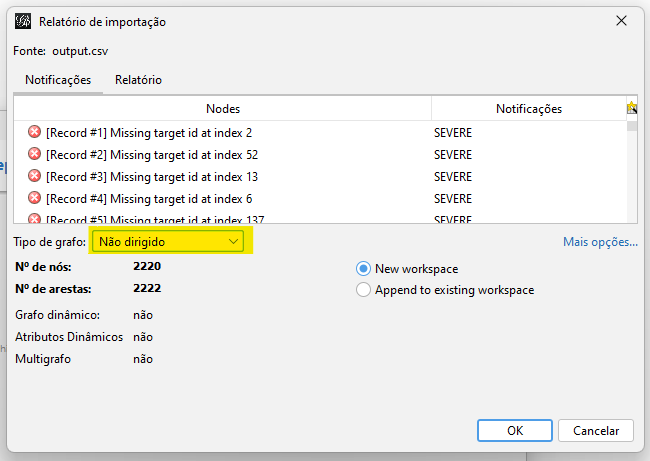 Relatório de importação
Fonte: output.csv
Notificações Relatório
Nodes Notificações
[Record #1] Missing target id at index 2 SEVERE
[Record #2] Missing target id at index 52 SEVERE
[Record #3] Missing target id at index 13 SEVERE
[Record #4] Missing target id at index 6 SEVERE
[Record #5] Missing target id at index 137 SEVERE
Tipo de grafo: Não dirigido Mais opções...
Nº de nós: 2220 New workspace
Nº de arestas: 2222 Append to existing workspace
Grafo dinâmico: não
Atributos Dinâmicos não
Multigrafo não
OK Cancelar